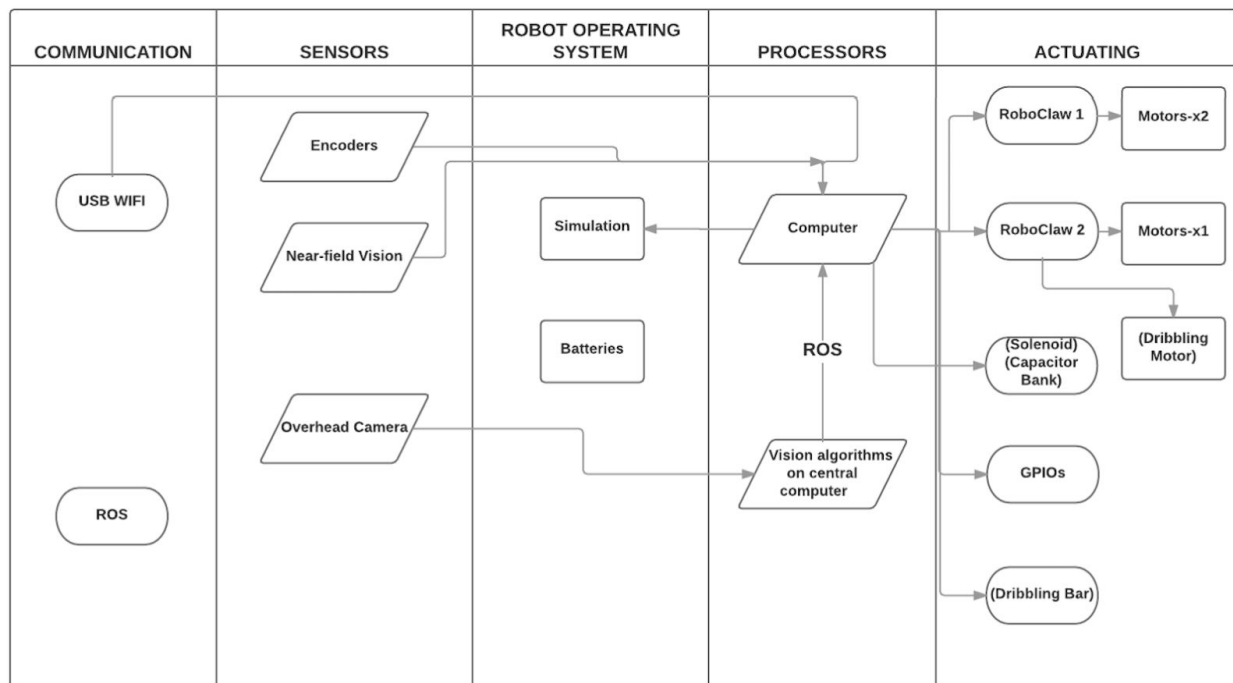 COMMUNICATION
SENSORS
ROBOT OPERATING
SYSTEM
PROCESSORS
ACTUATING
USB WIFI
ROS
Encoders
Near-field Vision
Overhead Camera
Simulation
Batteries
Computer
ROS
Vision algorithms
on central
computer
RoboClaw 1
Motors-x2
RoboClaw 2
Motors-x1
(Solenoid)
(Capacitor
Bank)
(Dribbling
Motor)
GPIOs
(Dribbling Bar)